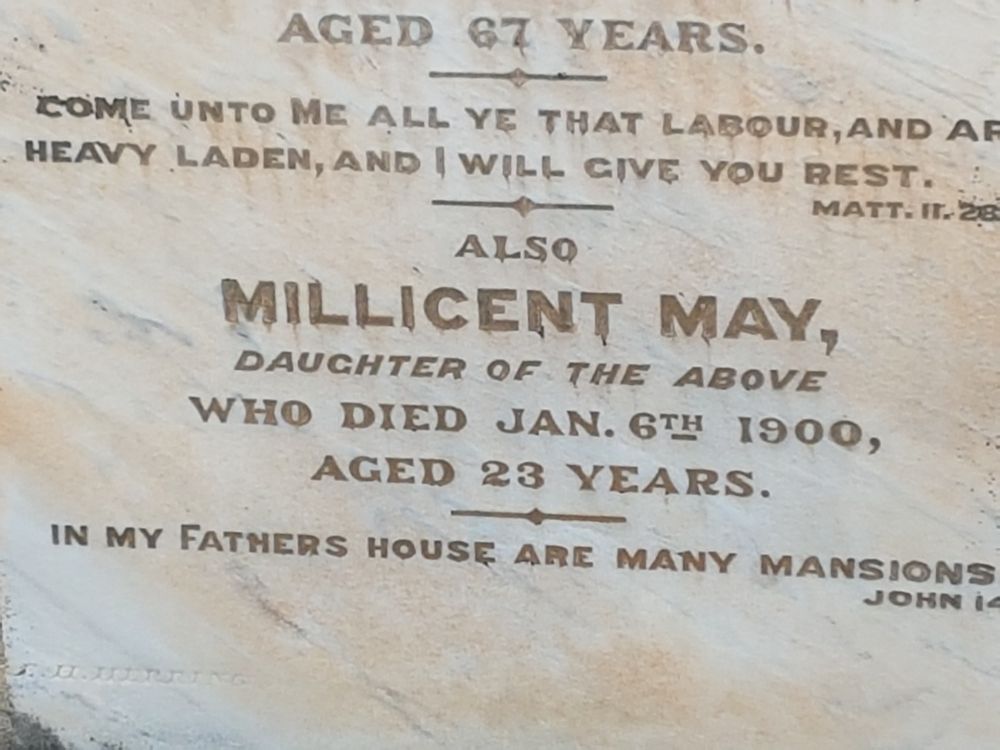 AGED 67 YEARS.
COME UNTO ME ALL YE THAT LABOUR, AND AR
HEAVY LADEN, AND I WILL GIVE YOU REST.
MATT. 11. 28
ALSO
MILLICENT MAY,
DAUGHTER OF THE ABOVE
WHO DIED JAN. 6TH 1900,
AGED 23 YEARS.
IN MY FATHERS HOUSE ARE MANY MANSIONS
JOHN 14
J. H. HERRING